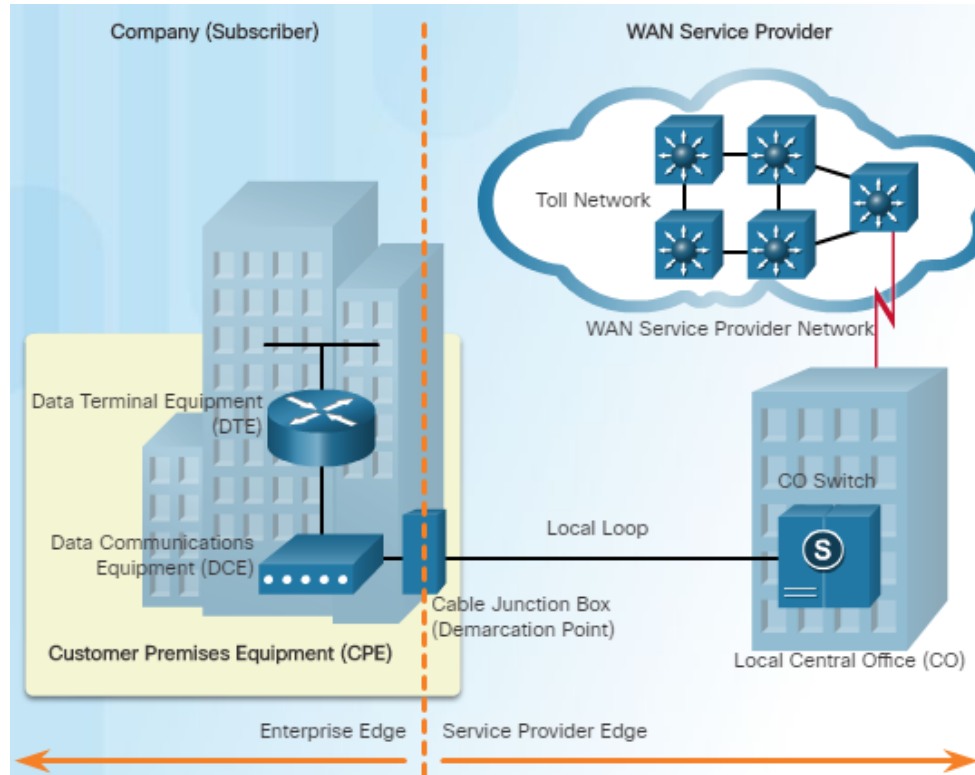 Company (Subscriber)
WAN Service Provider
Toll Network
WAN Service Provider Network
Data Terminal Equipment
(DTE)
CO Switch
S
Data Communications
Equipment (DCE)
Local Loop
Cable Junction Box
(Demarcation Point)
Customer Premises Equipment (CPE)
Local Central Office (CO)
Enterprise Edge
Service Provider Edge